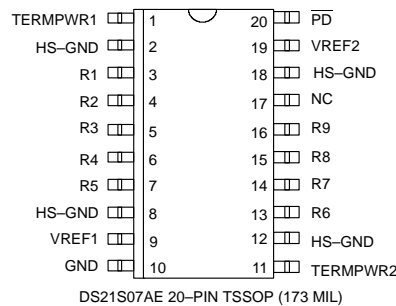 TERMPWR1 1 20 PD
HS–GND 2 19 VREF2
R1 3 18 HS–GND
R2 4 17 NC
R3 5 16 R9
R4 6 15 R8
R5 7 14 R7
HS–GND 8 13 R6
VREF1 9 12 HS–GND
GND 10 11 TERMPWR2
DS21S07AE 20–PIN TSSOP (173 MIL)